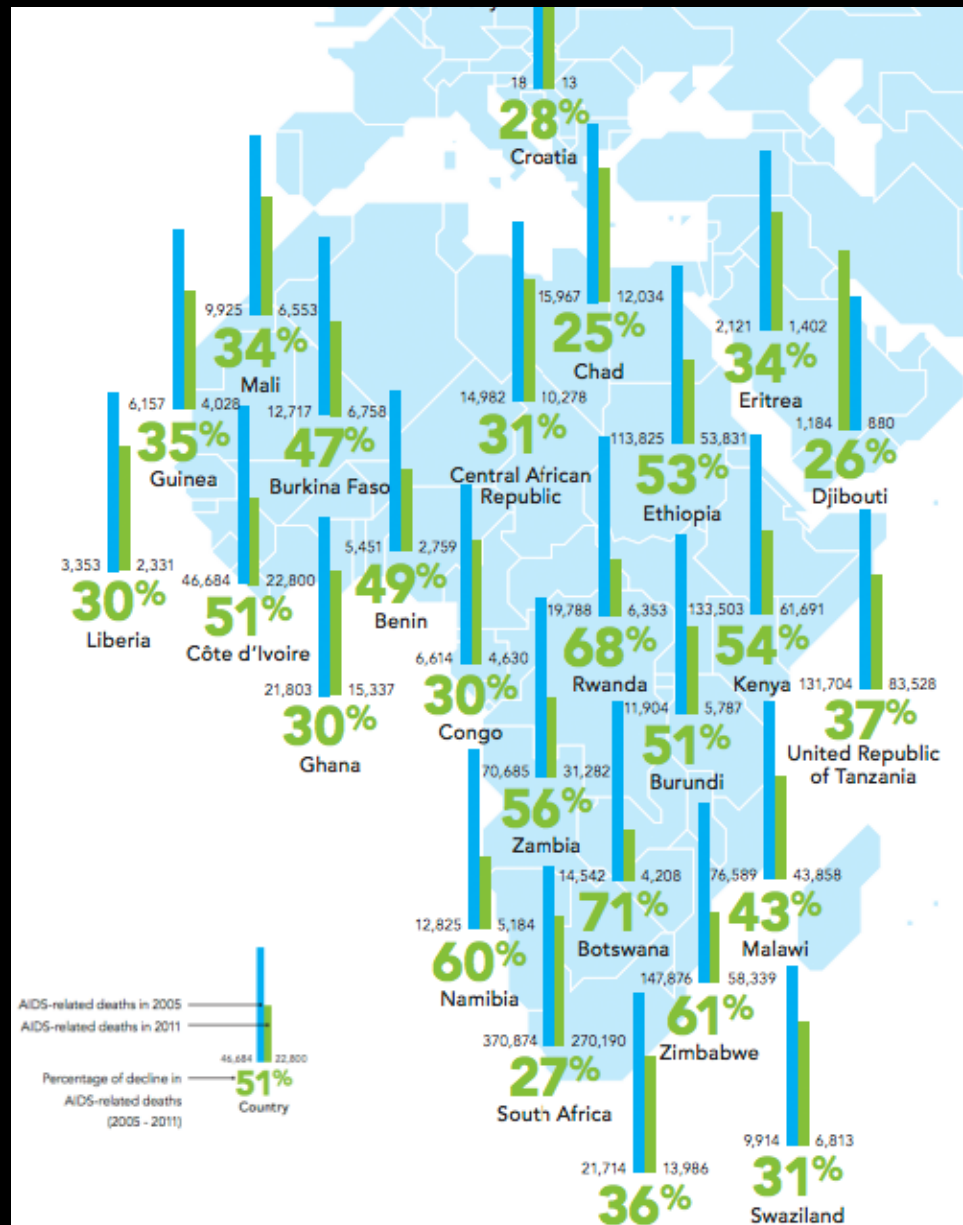 18 13
28%
Croatia
9,925 6,553
34%
Mali
15,967 12,034
25%
Chad
2,121 1,402
34%
Eritrea
6,157 4,028
35%
Guinea
12,717 6,758
47%
Burkina Faso
14,982 10,278
31%
Central African
Republic
113,825 53,831
53%
Ethiopia
1,184 880
26%
Djibouti
3,353 2,331
30%
Liberia
46,684 22,800
51%
Côte d'Ivoire
5,451 2,759
49%
Benin
19,788 6,353
68%
Rwanda
133,503 61,691
54%
Kenya
21,803 15,337
30%
Ghana
6,614 4,630
30%
Congo
11,904 5,787
51%
Burundi
131,704 83,528
37%
United Republic
of Tanzania
70,685 31,282
56%
Zambia
14,542 4,208
71%
Botswana
76,589 43,858
43%
Malawi
12,825 5,184
60%
Namibia
147,876 58,339
61%
Zimbabwe
370,874 270,190
27%
South Africa
21,714 13,986
36%
9,914 6,813
31%
Swaziland
AIDS-related deaths in 2005
AIDS-related deaths in 2011
46,684 22,800
Percentage of decline in
AIDS-related deaths
(2005 - 2011)
51%
Country